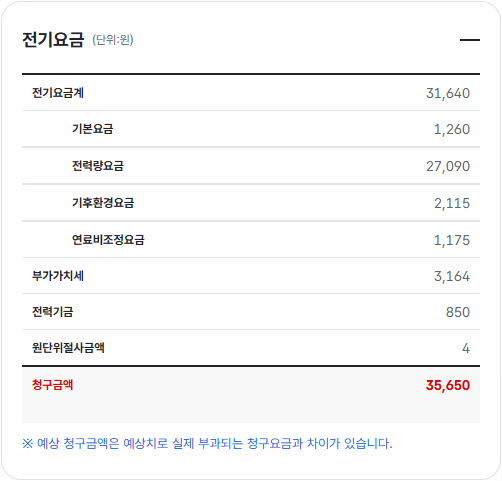 전기요금 (단위:원)
전기요금계 31,640
기본요금 1,260
전력량요금 27,090
기후환경요금 2,115
연료비조정요금 1,175
부가가치세 3,164
전력기금 850
원단위절사금액 4
청구금액 35,650
※ 예상 청구금액은 예상치로 실제 부과되는 청구요금과 차이가 있습니다.